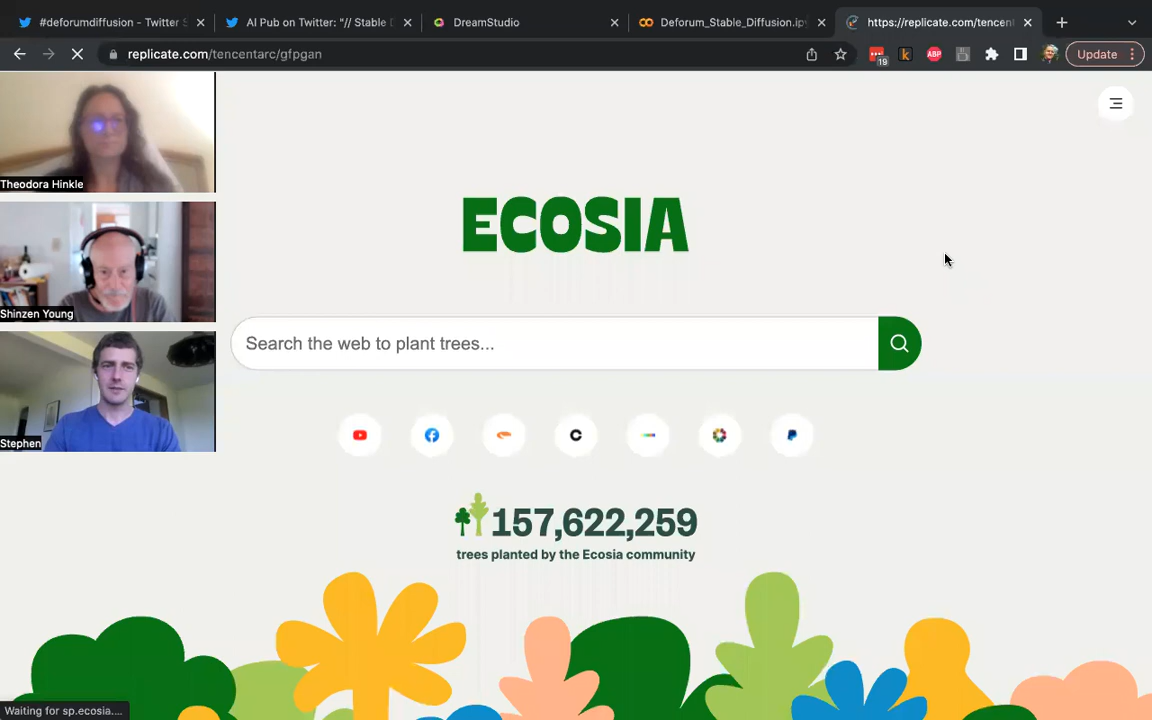 #deforumdiffusion - Twitter S
AI Pub on Twitter: "// Stable D
DreamStudio
Deforum_Stable_Diffusion.ip
https://replicate.com/tencent
replicate.com/tencentarc/gfpgan
19
ABP
Update
Theodora Hinkle
Shinzen Young
Stephen
ECOSIA
Search the web to plant trees...
157,622,259
trees planted by the Ecosia community
Waiting for sp.ecosia....